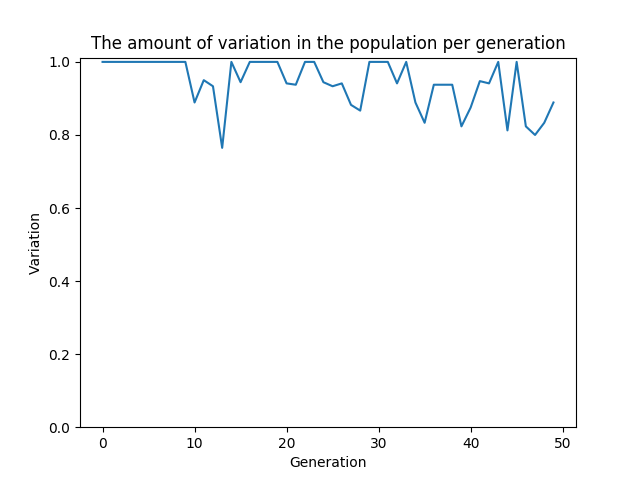 The amount of variation in the population per generation
1.0
0.8
0.6
0.4
0.2
0.0
Variation
0 10 20 30 40 50
Generation